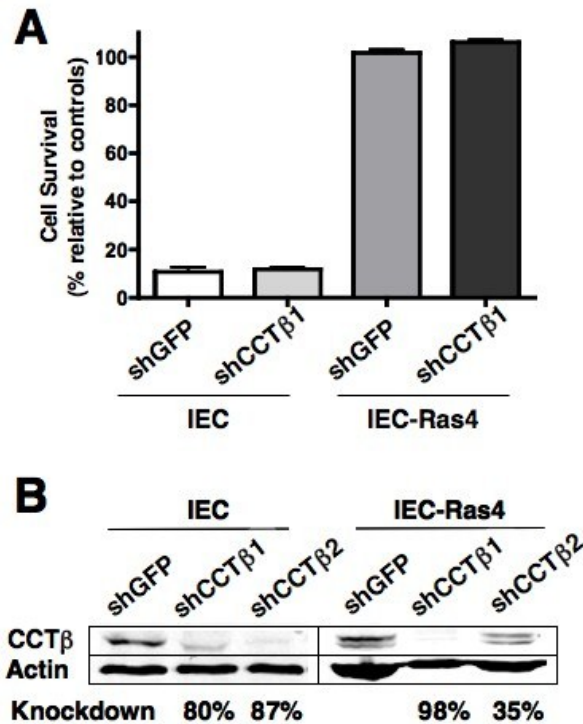 A
Cell Survival
(% relative to controls)
100
80
60
40
20
0
shGFP
shCCTβ1
shGFP
shCCTβ1
IEC
IEC-Ras4
B
IEC
IEC-Ras4
shGFP
shCCTβ1
shCCTβ2
shGFP
shCCTβ1
shCCTβ2
CCTβ
Actin
Knockdown 80% 87% 98% 35%